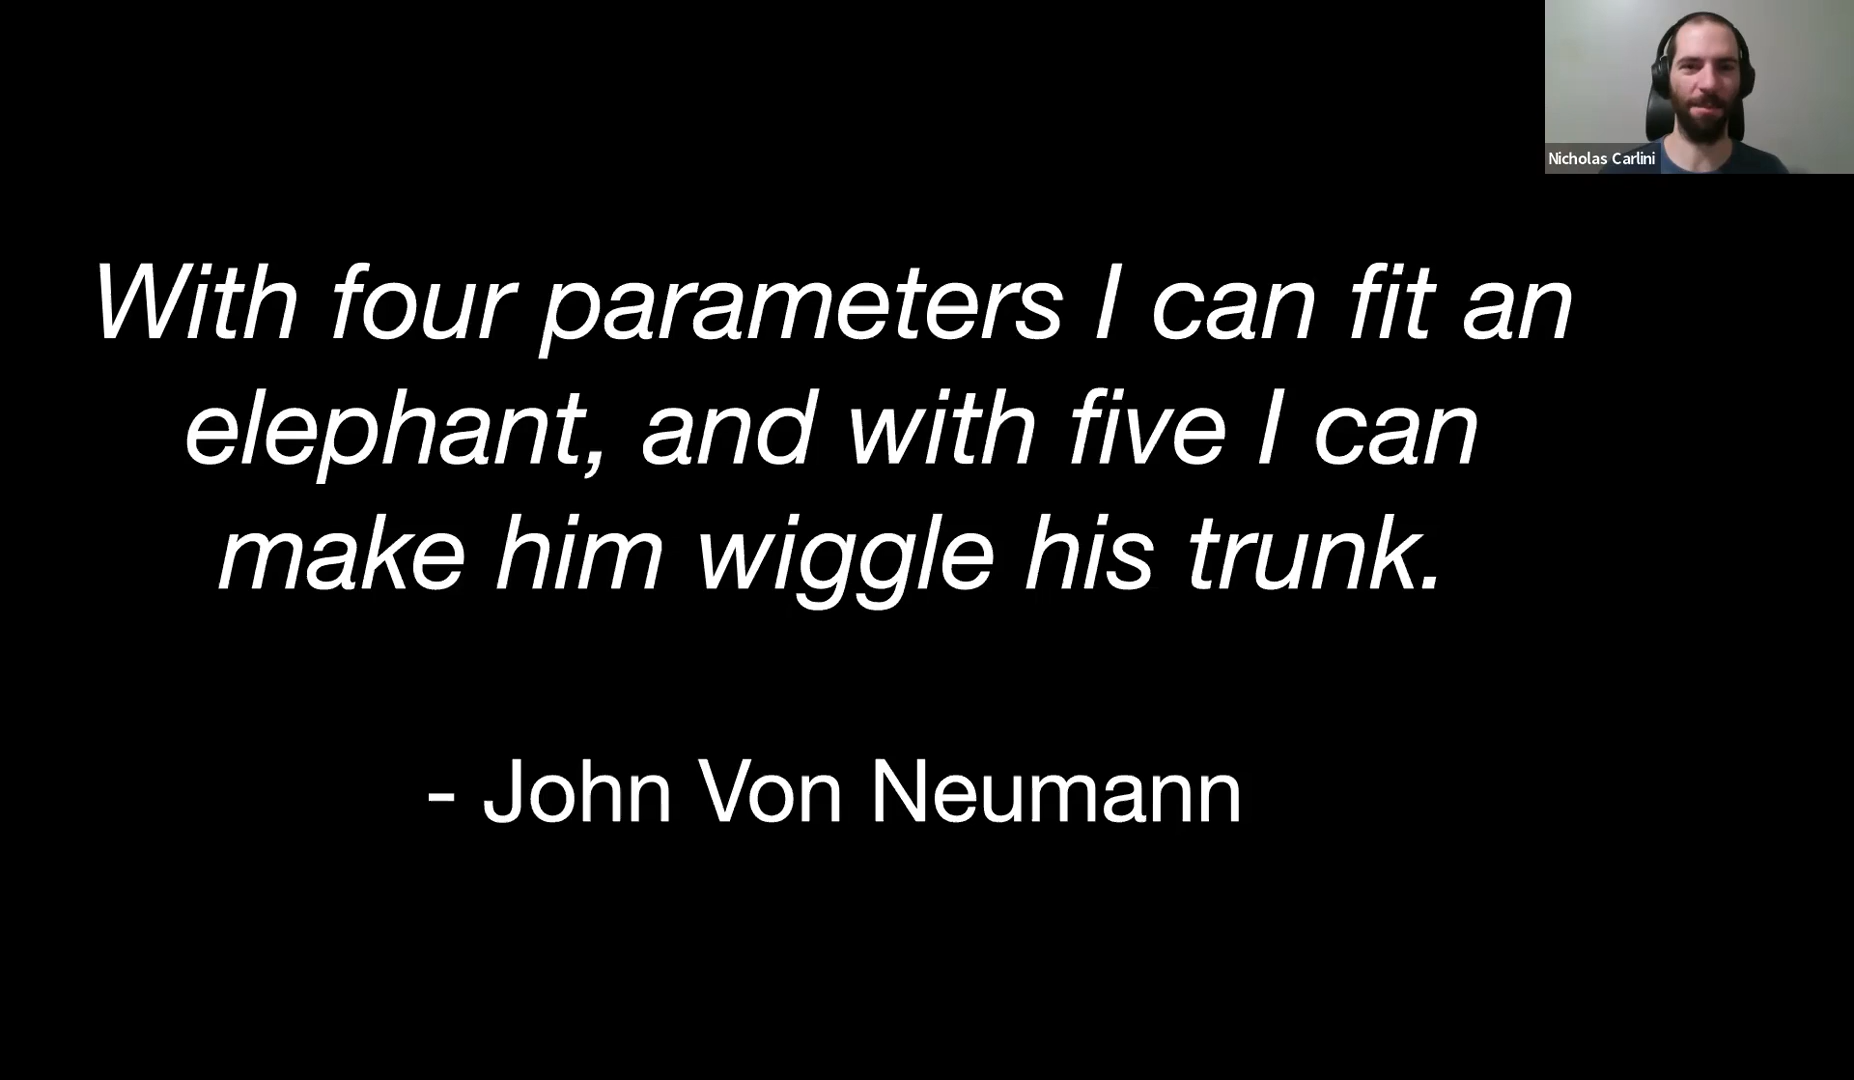 Nicholas Carlini
With four parameters I can fit an
elephant, and with five I can
make him wiggle his trunk.
- John Von Neumann